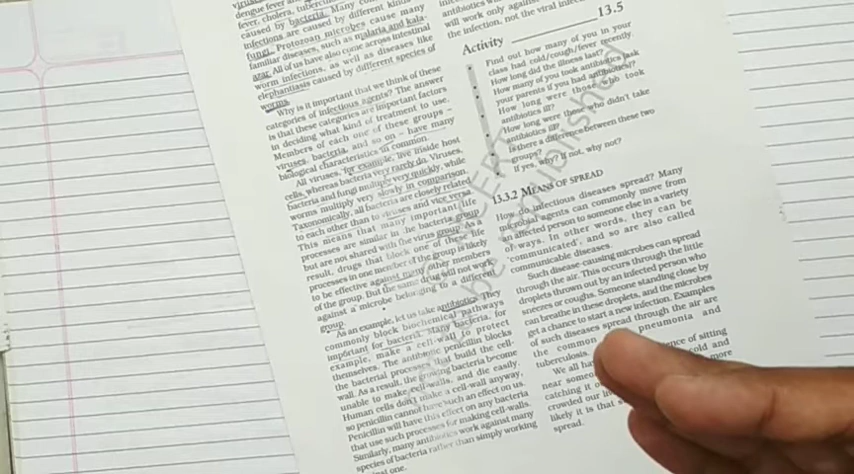 dengue fever and
fever, cholera,
caused by bacteria. Many
infections are caused by different kinds
fungi. Protozoan microbes cause many
familiar diseases, such as malaria and kala-
azar. All of us have also come across intestinal
worm infections, as well as diseases like
elephantiasis caused by different species of
worms.
Why is it important that we think of these
categories of infectious agents? The answer
is that these categories are important factors
in deciding what kind of treatment to use.
Members of each one of these groups –
viruses, bacteria, and so on – have many
biological characteristics in common.
All viruses, for example, live inside host
cells, whereas bacteria very rarely do. Viruses,
bacteria and fungi multiply very quickly, while
worms multiply very slowly in comparison.
Taxonomically, all bacteria are closely related
to each other than to viruses and vice versa.
This means that many important life
processes are similar in the bacteria group
but are not shared with the virus group. As a
result, drugs that block one of these life
processes in one member of the group is likely
to be effective against many other members
of the group. But the same drug will not work
against a microbe belonging to a different
group.
As an example, let us take antibiotics. They
commonly block biochemical pathways
important for bacteria. Many bacteria, for
example, make a cell-wall to protect
themselves. The antibiotic penicillin blocks
the bacterial processes that build the cell-
wall. As a result, the growing bacteria become
unable to make cell-walls, and die easily.
Human cells don't make a cell-wall anyway,
so penicillin cannot have such an effect on us.
Penicillin will have this effect on any bacteria
that use such processes for making cell-walls.
Similarly, many antibiotics work against many
species of bacteria rather than simply working
against one.
will work only against
the infection, not the viral
Activity 13.5
Find out how many of you in your
class had cold/cough/fever recently.
How long did the illness last?
How many of you took antibiotics (ask
your parents if you had antibiotics)?
How long were those who took
antibiotics ill?
How long were those who didn't take
antibiotics ill?
Is there a difference between these two
groups?
If yes, why? If not, why not?
13.3.2 MEANS OF SPREAD
How do infectious diseases spread? Many
microbial agents can commonly move from
an affected person to someone else in a variety
of ways. In other words, they can be
'communicated', and so are also called
communicable diseases.
Such disease-causing microbes can spread
through the air. This occurs through the little
droplets thrown out by an infected person who
sneezes or coughs. Someone standing close by
can breathe in these droplets, and the microbes
get a chance to start a new infection. Examples
of such diseases spread through the air are
the common pneumonia and
tuberculosis.
We all of sitting
near someone cold and
catching it more
crowded our
likely it is that
spread.